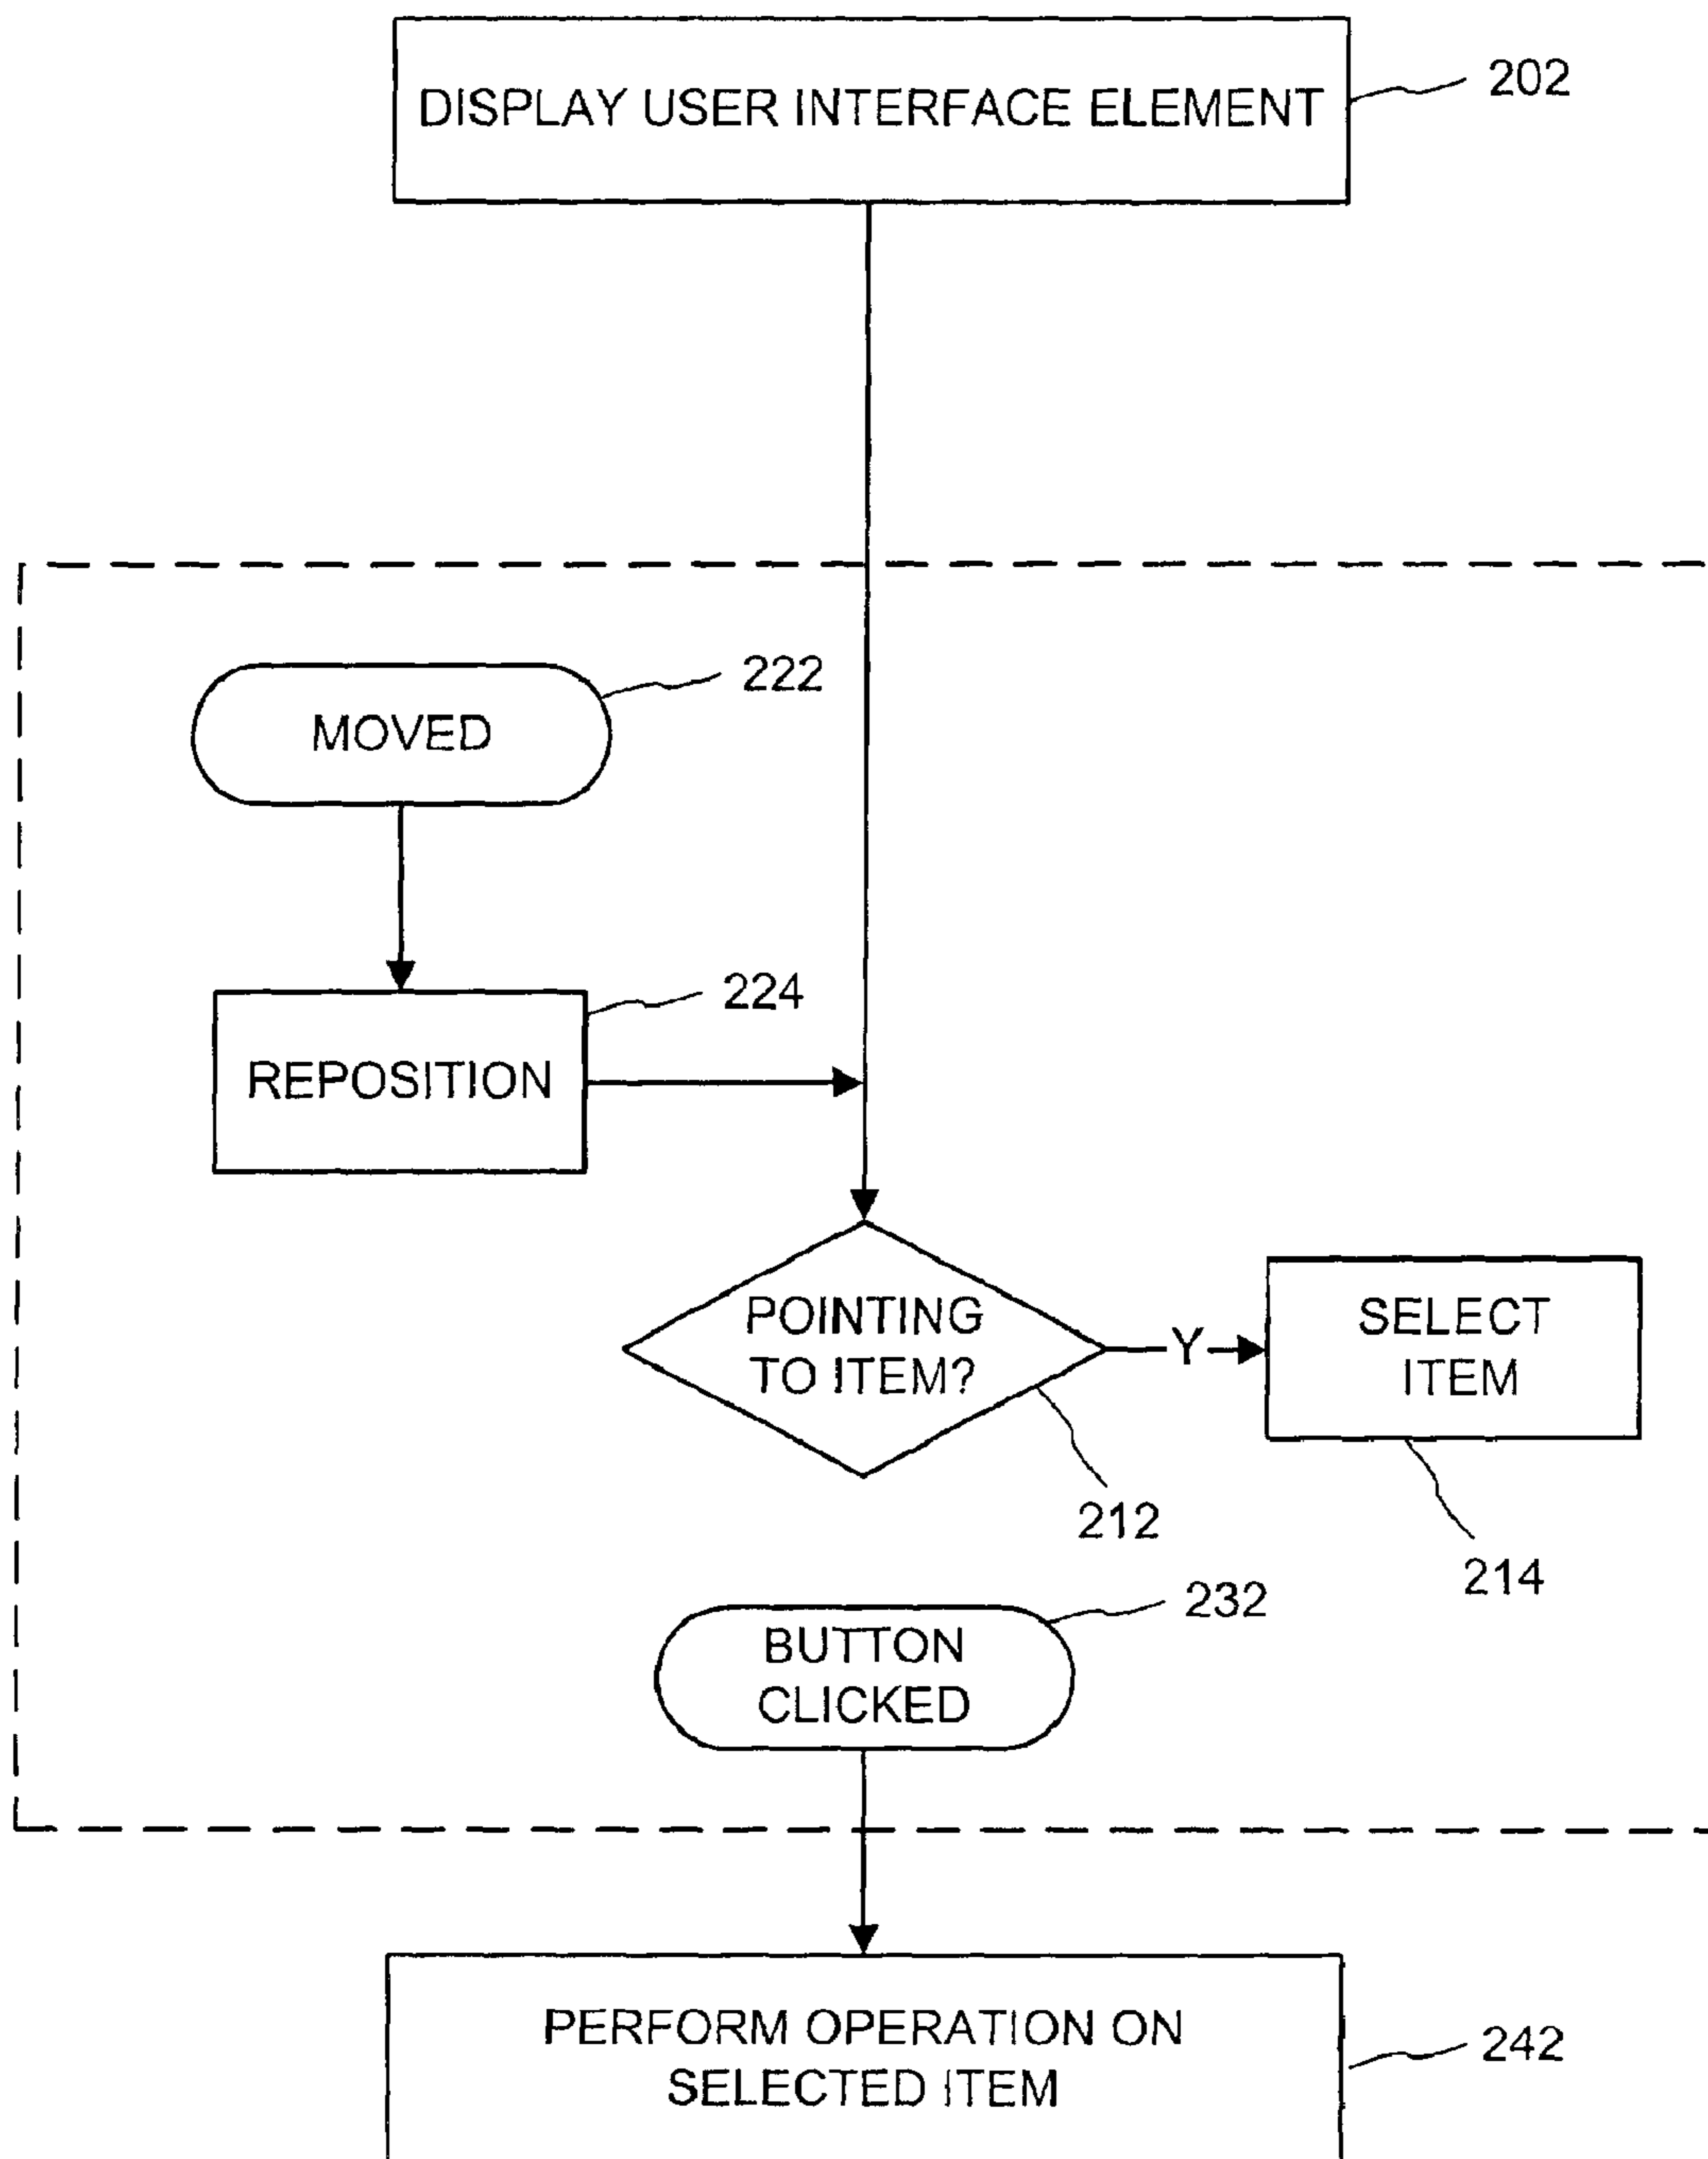 DISPLAY USER INTERFACE ELEMENT
202
MOVED
222
REPOSITION
224
POINTING
TO ITEM?
212
Y
SELECT
ITEM
214
BUTTON
CLICKED
232
PERFORM OPERATION ON
SELECTED ITEM
242